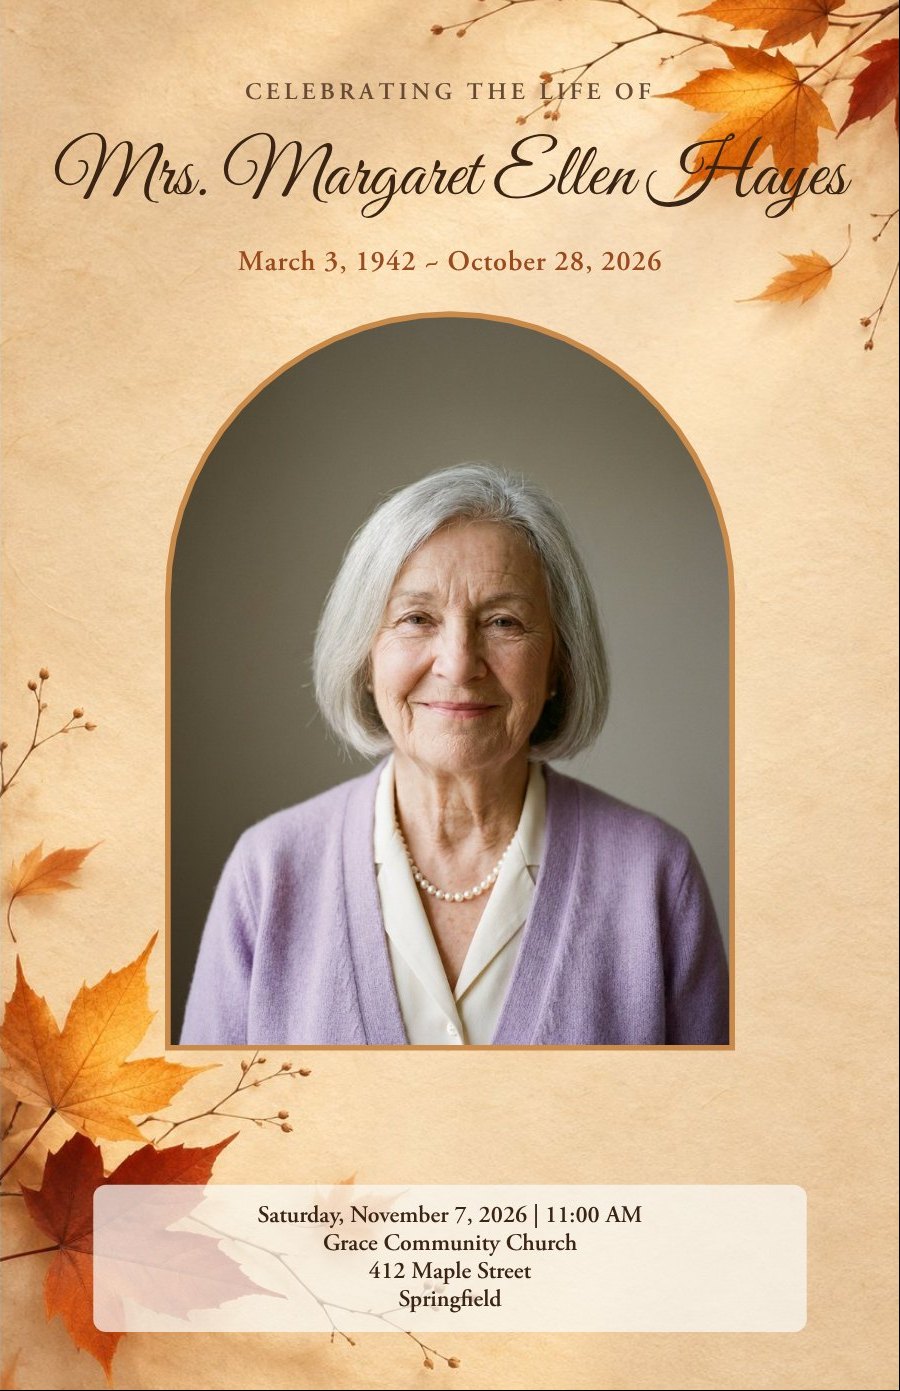 CELEBRATING THE LIFE OF
Mrs. Margaret Ellen Hayes
March 3, 1942 ~ October 28, 2026
Saturday, November 7, 2026 | 11:00 AM
Grace Community Church
412 Maple Street
Springfield